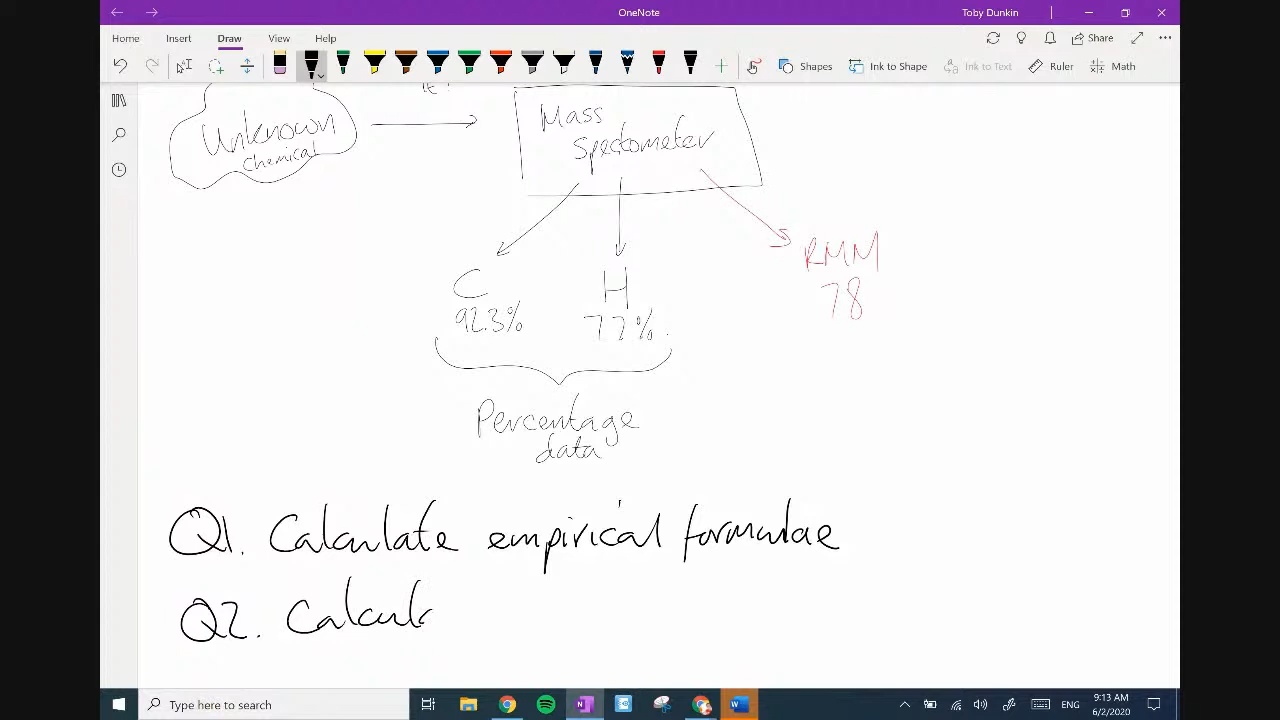 OneNote
Toby Dunkin
Home Insert Draw View Help
Share
Shapes Ink to Shape Ink to Text Ruler Math
Unknown
chemical
Mass
Spectometer
C
92.3%
H
77%
RMM
78
Percentage
data
Q1. Calculate empirical formulae
Q2. Calcul
Type here to search
ENG
9:13 AM
6/2/2020